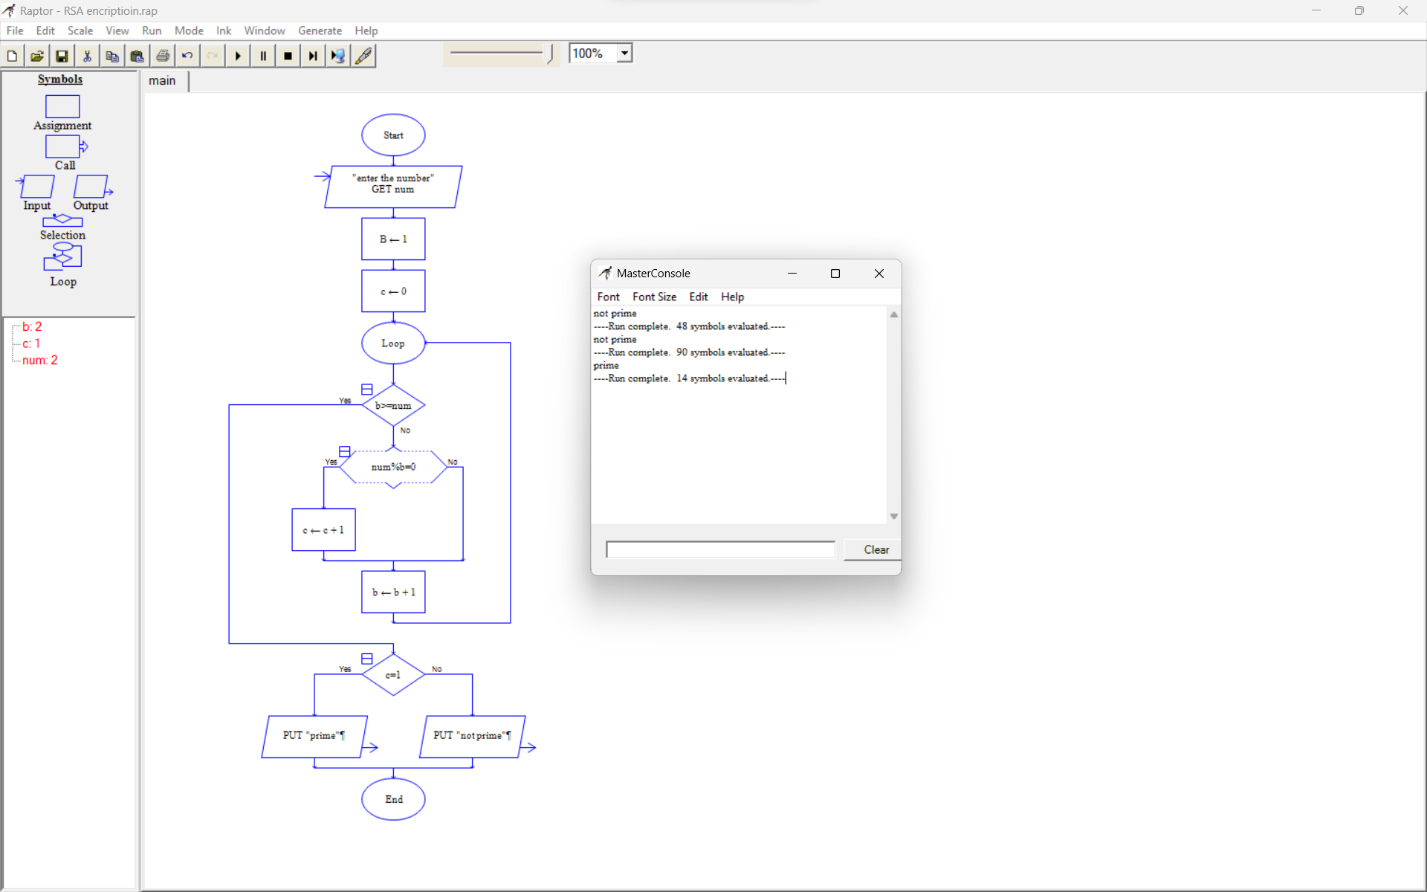 Raptor - RSA encriptioin.rap
File Edit Scale View Run Mode Ink Window Generate Help
100%
Symbols
Assignment
Call
Input Output
Selection
Loop
b: 2
c: 1
num: 2
main
Start
"enter the number"
GET num
B ← 1
c ← 0
Loop
Yes
b>=num
No
Yes
num%b=0
No
c ← c + 1
b ← b + 1
Yes
c=1
No
PUT "prime"¶
PUT "not prime"¶
End
MasterConsole
Font Font Size Edit Help
not prime
----Run complete. 48 symbols evaluated.----
not prime
----Run complete. 90 symbols evaluated.----
prime
----Run complete. 14 symbols evaluated.----
Clear